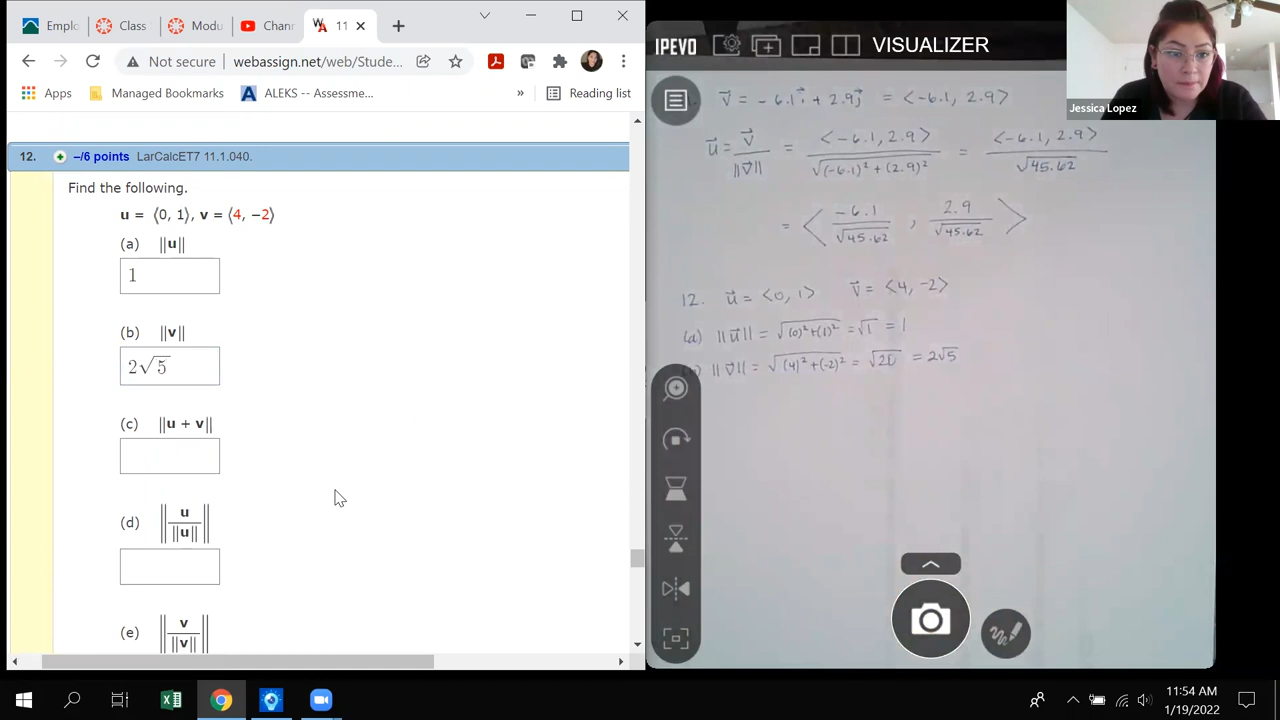 Emplo
Class
Modu
Chann
11
Not secure
webassign.net/web/Stude...
Apps
Managed Bookmarks
ALEKS -- Assessme...
»
Reading list
12.
–/6 points
LarCalcET7 11.1.040.
Find the following.
u = ⟨0, 1⟩, v = ⟨4, −2⟩
(a) ||u||
1
(b) ||v||
2√5
(c) ||u + v||
(d) || u / ||u|| ||
(e) || v / ||v|| ||
IPEVO
VISUALIZER
Jessica Lopez
v⃗ = -6.1i⃗ + 2.9j⃗ = <-6.1, 2.9>
u⃗ = v⃗ / ||v⃗|| = <-6.1, 2.9> / √((-6.1)² + (2.9)²) = <-6.1, 2.9> / √45.62
= < -6.1 / √45.62 , 2.9 / √45.62 >
12. u⃗ = <0, 1> v⃗ = <4, -2>
(a) ||u⃗|| = √((0)²+(1)²) = √1 = 1
) ||v⃗|| = √((4)²+(-2)²) = √20 = 2√5
11:54 AM
1/19/2022